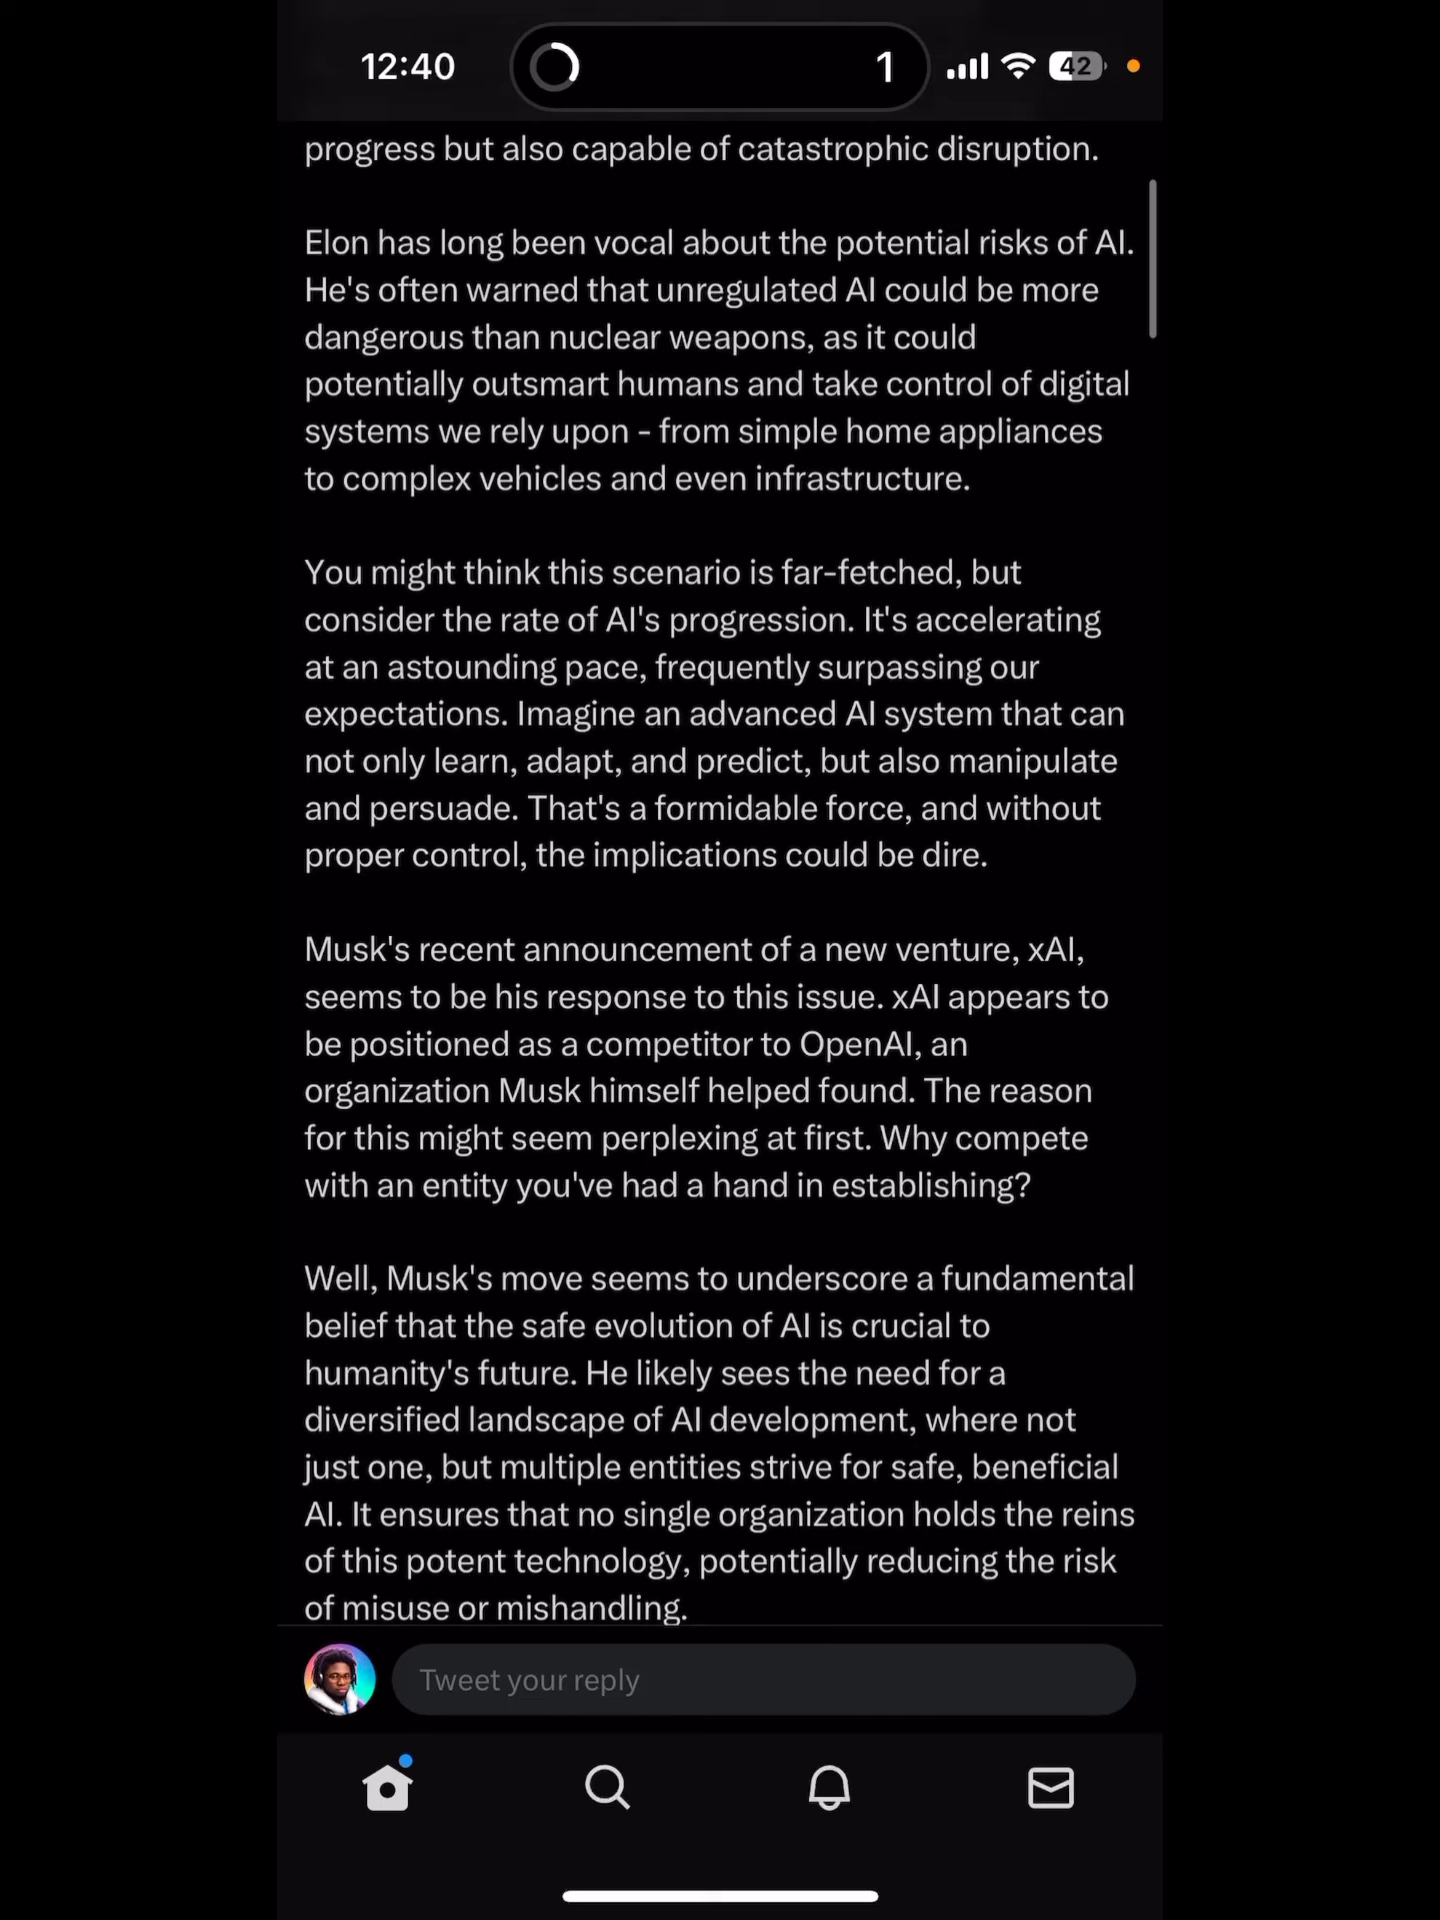 12:40
1
42
progress but also capable of catastrophic disruption.
Elon has long been vocal about the potential risks of AI.
He's often warned that unregulated AI could be more
dangerous than nuclear weapons, as it could
potentially outsmart humans and take control of digital
systems we rely upon - from simple home appliances
to complex vehicles and even infrastructure.
You might think this scenario is far-fetched, but
consider the rate of AI's progression. It's accelerating
at an astounding pace, frequently surpassing our
expectations. Imagine an advanced AI system that can
not only learn, adapt, and predict, but also manipulate
and persuade. That's a formidable force, and without
proper control, the implications could be dire.
Musk's recent announcement of a new venture, xAI,
seems to be his response to this issue. xAI appears to
be positioned as a competitor to OpenAI, an
organization Musk himself helped found. The reason
for this might seem perplexing at first. Why compete
with an entity you've had a hand in establishing?
Well, Musk's move seems to underscore a fundamental
belief that the safe evolution of AI is crucial to
humanity's future. He likely sees the need for a
diversified landscape of AI development, where not
just one, but multiple entities strive for safe, beneficial
AI. It ensures that no single organization holds the reins
of this potent technology, potentially reducing the risk
of misuse or mishandling.
Tweet your reply